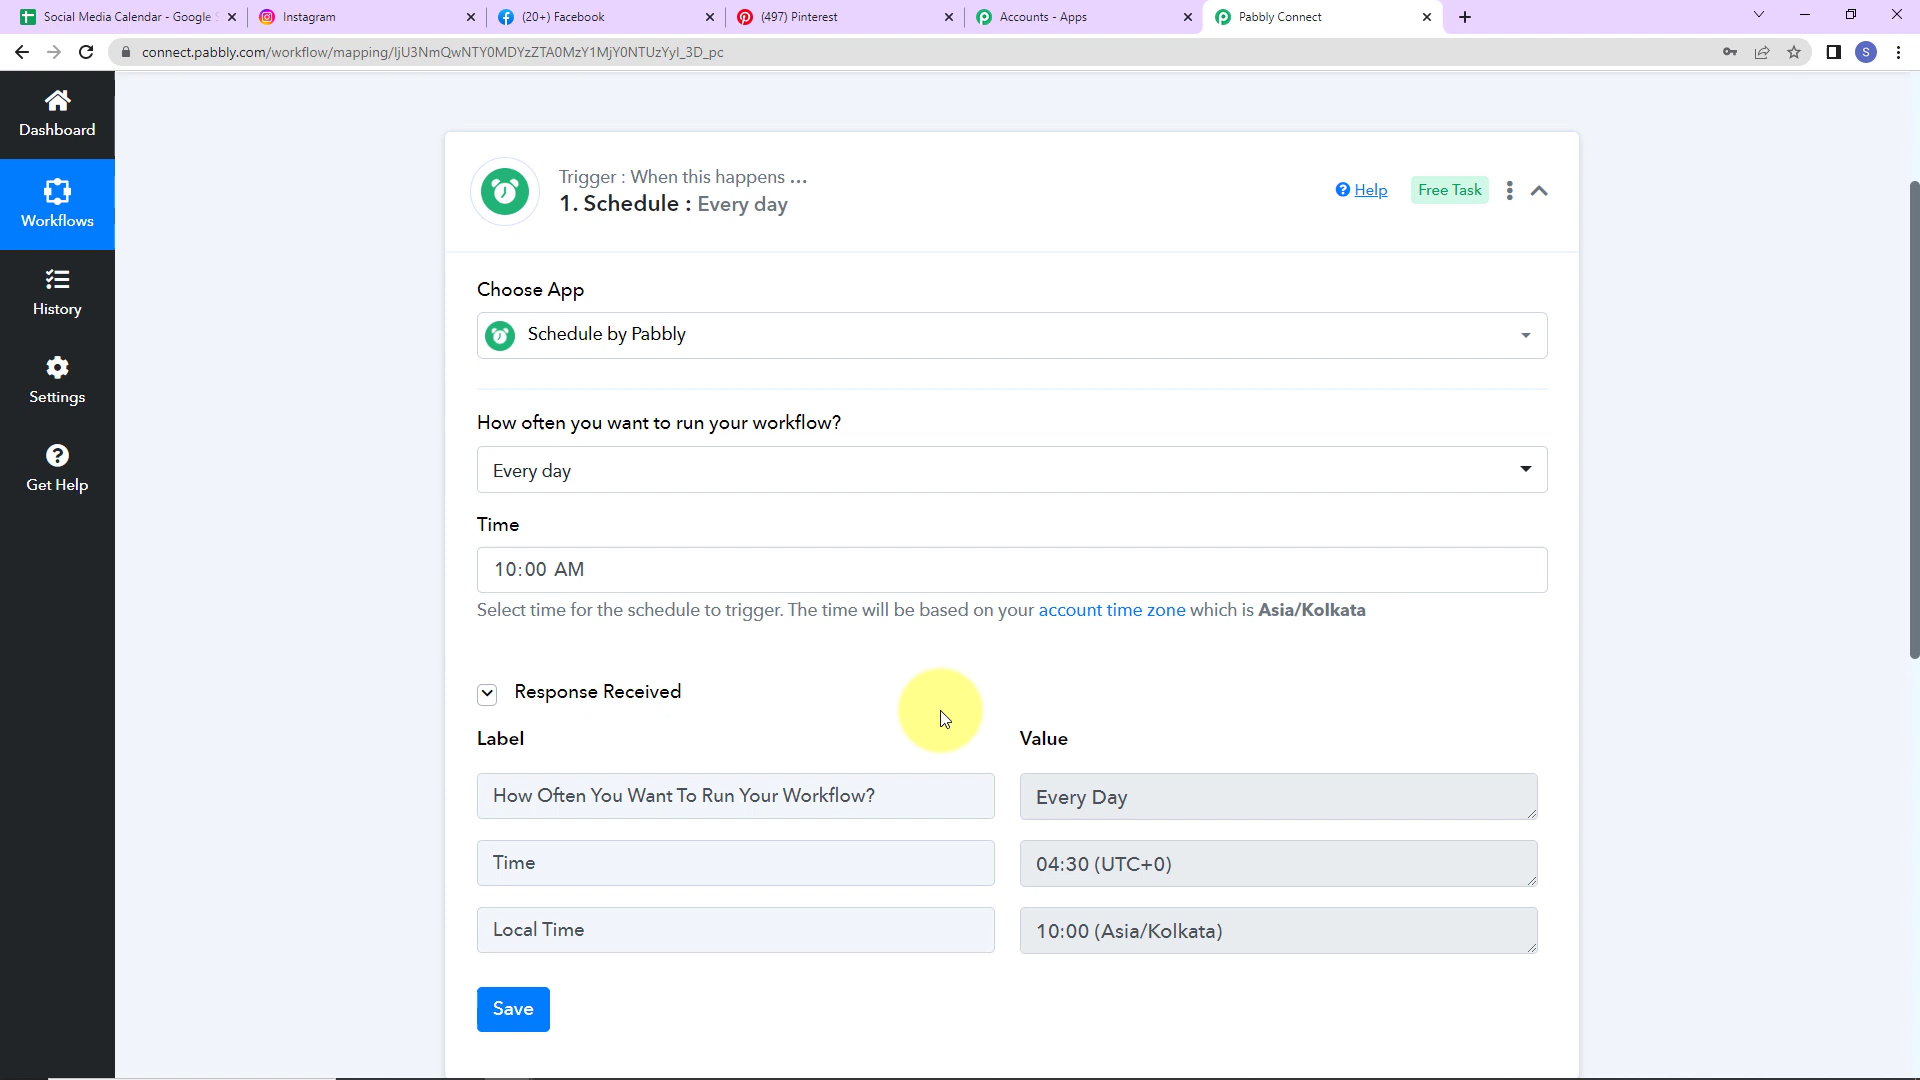 Social Media Calendar - Google S
Instagram
(20+) Facebook
(497) Pinterest
Accounts - Apps
Pabbly Connect
connect.pabbly.com/workflow/mapping/IjU3NmQwNTY0MDYzZTA0MzY1MjY0NTUzYyI_3D_pc
S
Dashboard
Workflows
History
Settings
Get Help
Trigger : When this happens ...
1. Schedule : Every day
Help
Free Task
Choose App
Schedule by Pabbly
How often you want to run your workflow?
Every day
Time
10:00 AM
Select time for the schedule to trigger. The time will be based on your account time zone which is Asia/Kolkata
Response Received
Label
Value
How Often You Want To Run Your Workflow?
Every Day
Time
04:30 (UTC+0)
Local Time
10:00 (Asia/Kolkata)
Save